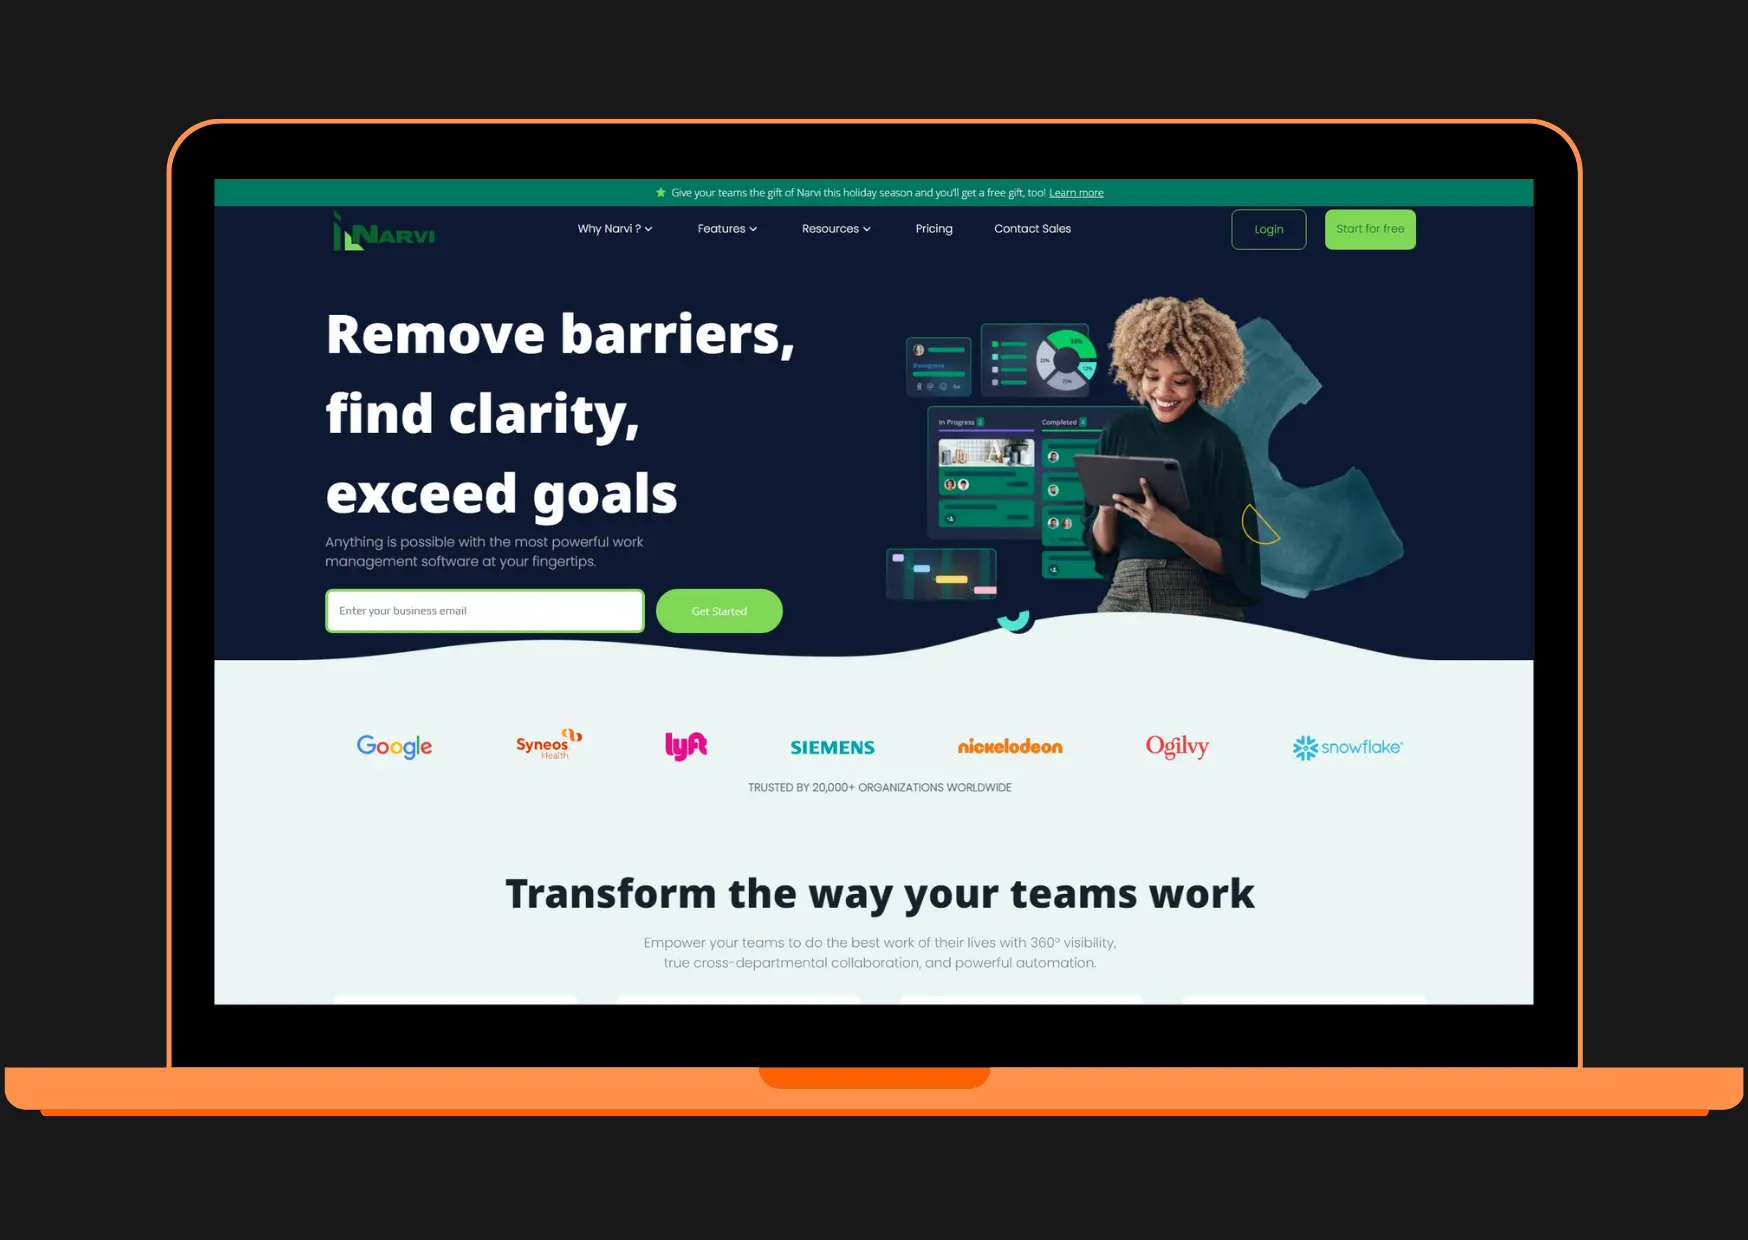 Give your teams the gift of Narvi this holiday season and you'll get a free gift, too! Learn more
NARVI
Why Narvi ?
Features
Resources
Pricing
Contact Sales
Login
Start for free
Remove barriers,
find clarity,
exceed goals
Anything is possible with the most powerful work
management software at your fingertips.
Enter your business email
Get Started
38%
12%
25%
In Progress
Completed
Google
Syneos
Health
lyft
SIEMENS
nickelodeon
Ogilvy
snowflake
TRUSTED BY 20,000+ ORGANIZATIONS WORLDWIDE
Transform the way your teams work
Empower your teams to do the best work of their lives with 360° visibility,
true cross-departmental collaboration, and powerful automation.